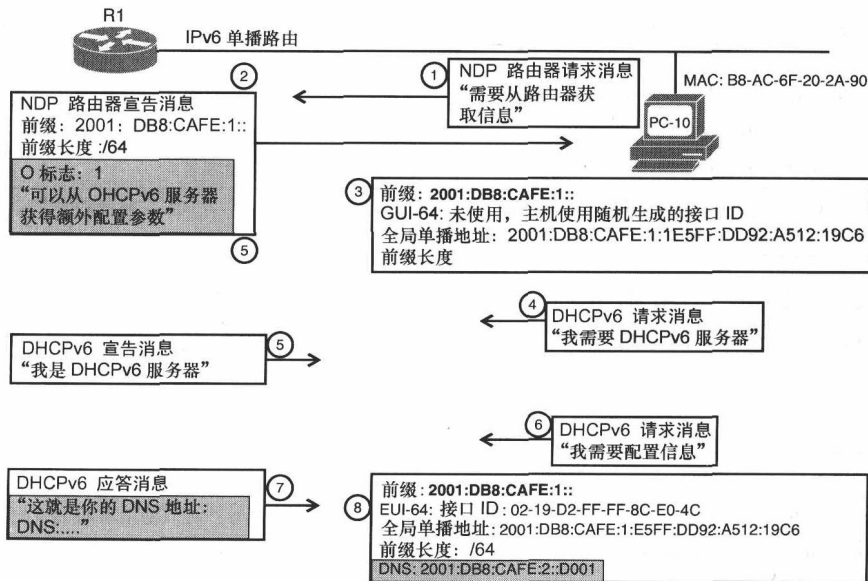 R1
IPv6 单播路由
②
①
NDP 路由器请求消息
“需要从路由器获
取信息”
MAC: B8-AC-6F-20-2A-90
PC-10
NDP 路由器宣告消息
前缀：2001：DB8:CAFE:1::
前缀长度 :/64
O 标志：1
“可以从 OHCPv6 服务器
获得额外配置参数”
⑤
③
前缀: 2001:DB8:CAFE:1::
GUI-64: 未使用，主机使用随机生成的接口 ID
全局单播地址：2001:DB8:CAFE:1:1E5FF:DD92:A512:19C6
前缀长度
④
DHCPv6 请求消息
“我需要 DHCPv6 服务器”
DHCPv6 宣告消息
“我是 DHCPv6 服务器”
⑤
⑥
DHCPv6 请求消息
“我需要配置信息”
DHCPv6 应答消息
“这就是你的 DNS 地址：
DNS:....”
⑦
⑧
前缀: 2001:DB8:CAFE:1::
EUI-64: 接口 ID : 02-19-D2-FF-FF-8C-E0-4C
全局单播地址: 2001:DB8:CAFE:1:E5FF:DD92:A512:19C6
前缀长度：/64
DNS: 2001:DB8:CAFE:2::D001